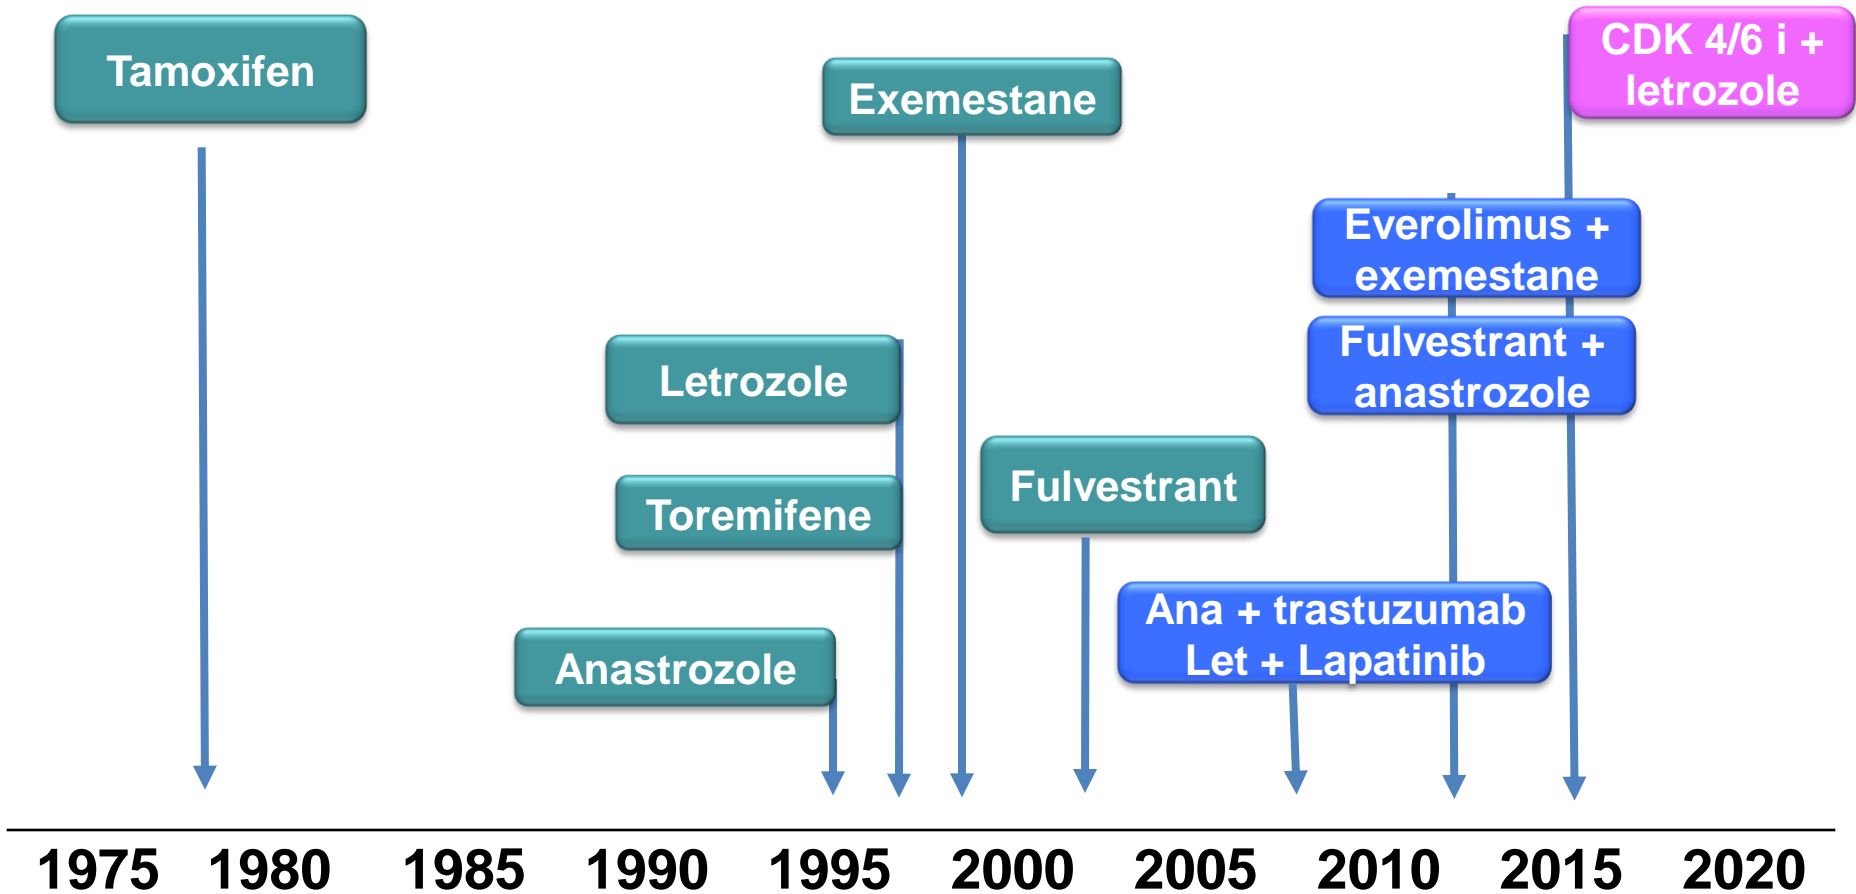 Tamoxifen
Exemestane
CDK 4/6 i +
letrozole
Everolimus +
exemestane
Letrozole
Fulvestrant +
anastrozole
Toremifene
Fulvestrant
Anastrozole
Ana + trastuzumab
Let + Lapatinib
1975 1980 1985 1990 1995 2000 2005 2010 2015 2020